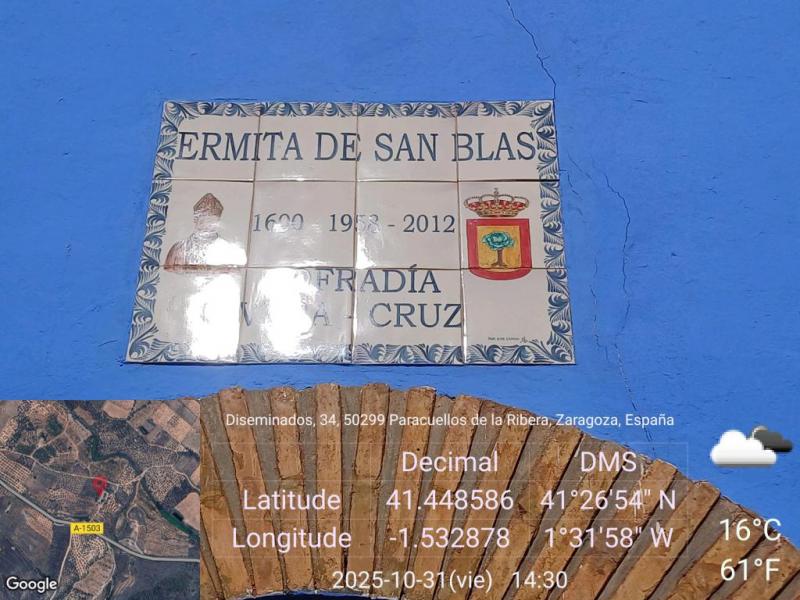 ERMITA DE SAN BLAS
1600 - 1958 - 2012
COFRADÍA
CRUZ
Diseminados, 34, 50299 Paracuellos de la Ribera, Zaragoza, España
Decimal DMS
Latitude 41.448586 41°26'54" N
Longitude -1.532878 1°31'58" W
2025-10-31(vie) 14:30
16°C
61°F
A-1503
Google